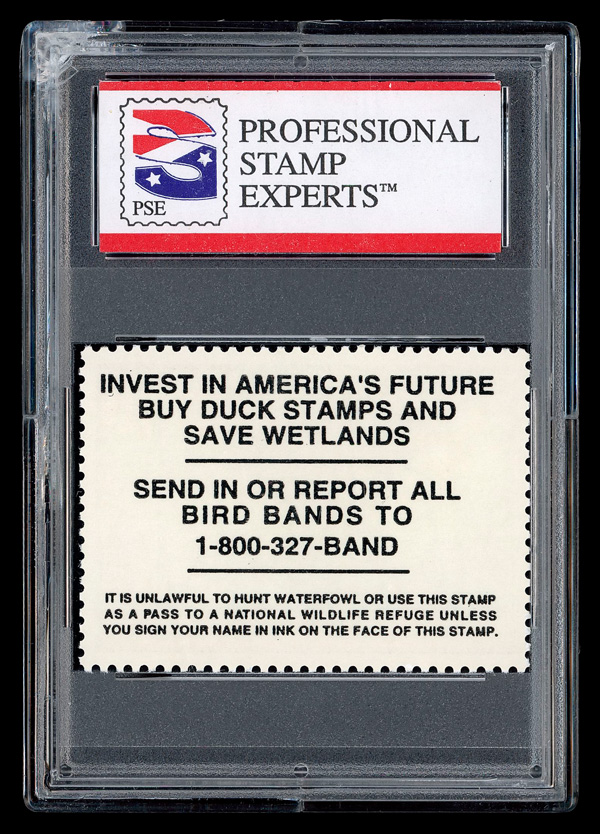 PROFESSIONAL
STAMP
EXPERTS™
PSE
INVEST IN AMERICA'S FUTURE
BUY DUCK STAMPS AND
SAVE WETLANDS
SEND IN OR REPORT ALL
BIRD BANDS TO
1-800-327-BAND
IT IS UNLAWFUL TO HUNT WATERFOWL OR USE THIS STAMP
AS A PASS TO A NATIONAL WILDLIFE REFUGE UNLESS
YOU SIGN YOUR NAME IN INK ON THE FACE OF THIS STAMP.